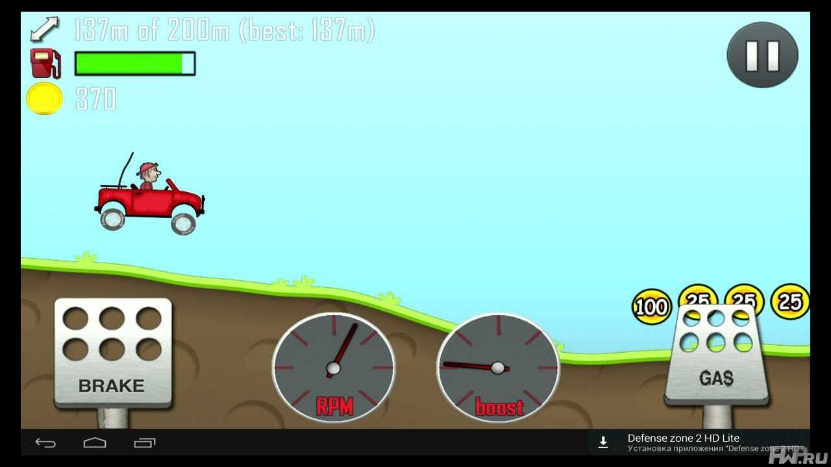 137m of 200m (best: 137m)
370
100 25 25 25
BRAKE
RPM
boost
GAS
Defense zone 2 HD Lite
Установка приложения "Defense zone 2 HD
HW.RU